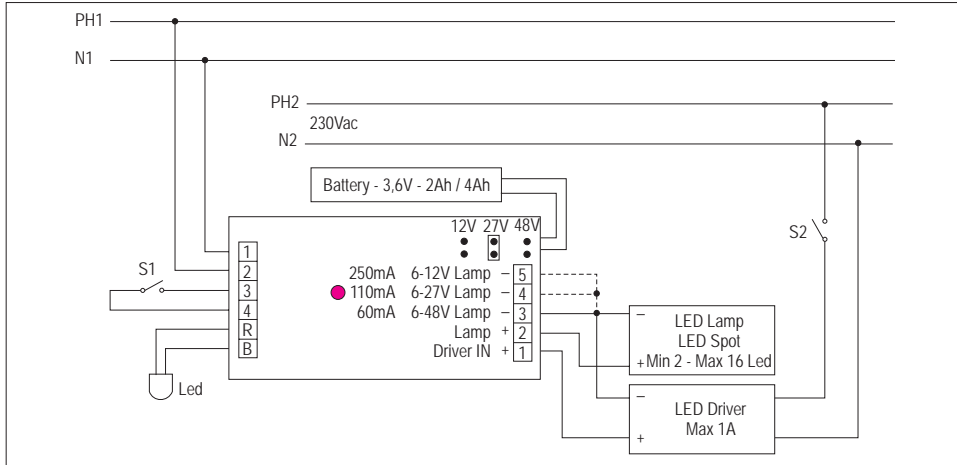 PH1
N1
PH2
230Vac
N2
Battery - 3,6V - 2Ah / 4Ah
12V 27V 48V
S1
S2
1
2
3
4
R
B
Led
250mA 6-12V Lamp – 5
110mA 6-27V Lamp – 4
60mA 6-48V Lamp – 3
Lamp + 2
Driver IN + 1
– LED Lamp
LED Spot
+ Min 2 - Max 16 Led
– LED Driver
Max 1A
+